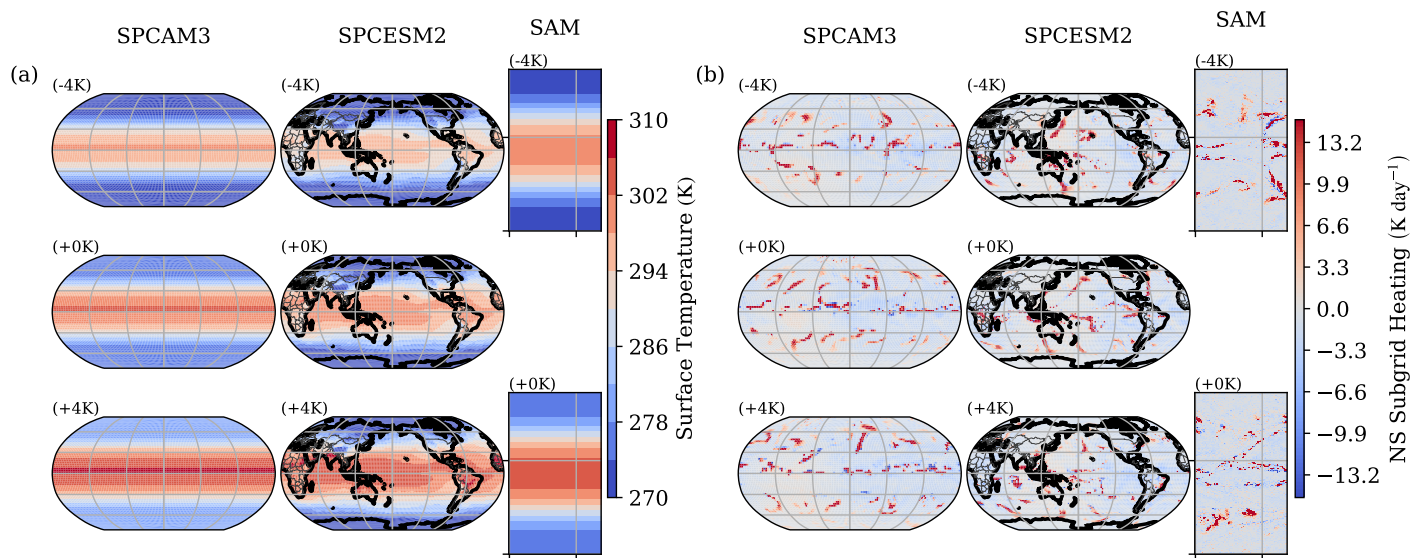 (a)
SPCAM3
SPCESM2
SAM
(-4K)
(-4K)
(-4K)
(+0K)
(+0K)
(+4K)
(+4K)
(+0K)
310
302
294
286
278
270
Surface Temperature (K)
(b)
SPCAM3
SPCESM2
SAM
(-4K)
(-4K)
(-4K)
(+0K)
(+0K)
(+4K)
(+4K)
(+0K)
13.2
9.9
6.6
3.3
0.0
−3.3
−6.6
−9.9
−13.2
NS Subgrid Heating (K day⁻¹)